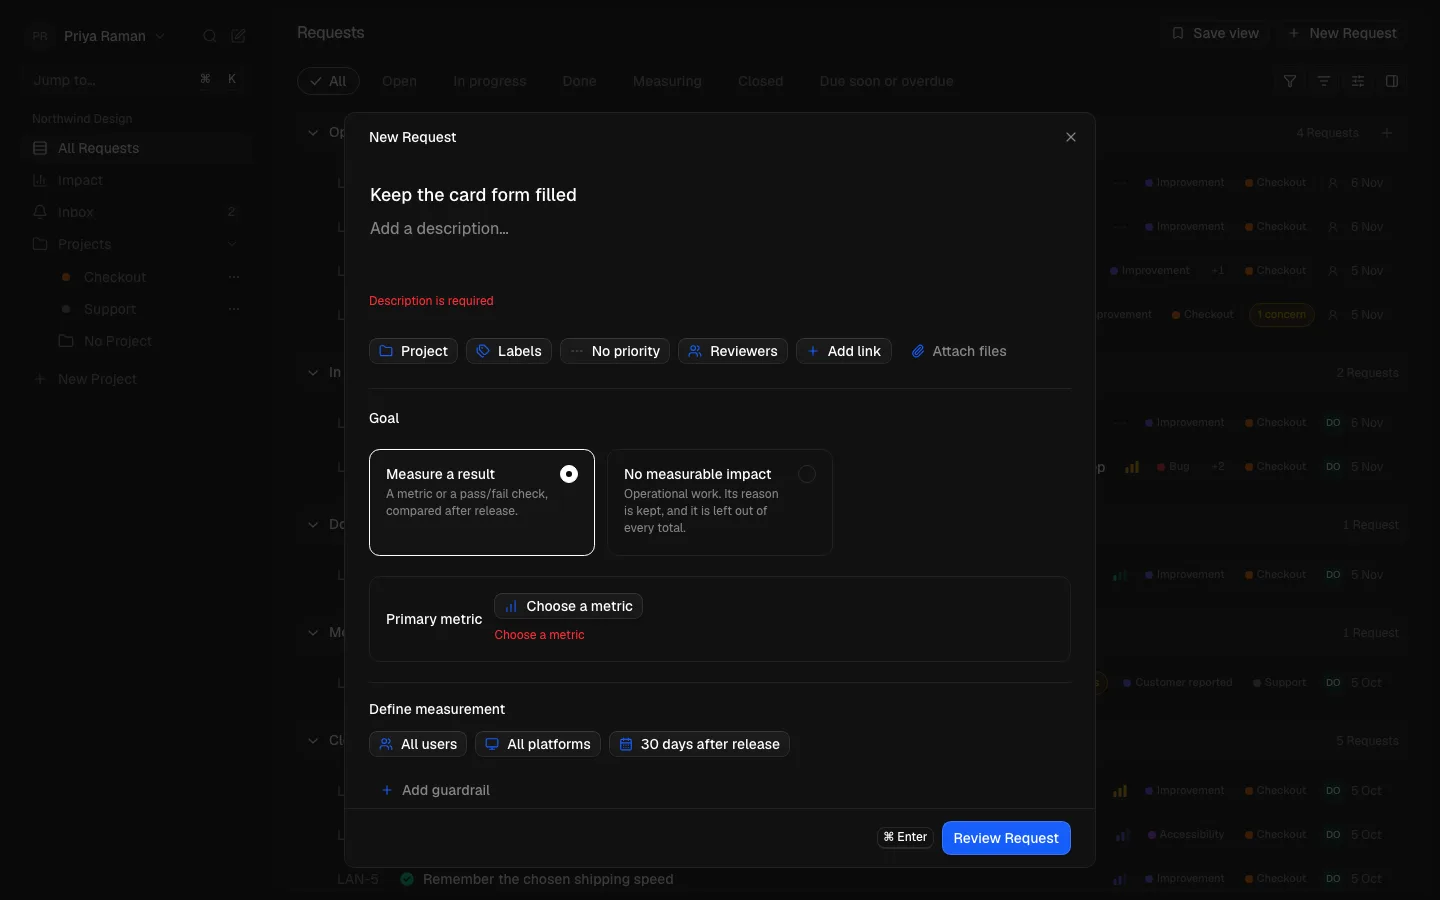 PR Priya Raman
Requests
Save view
New Request
Jump to...
⌘ K
All
Open
In progress
Done
Measuring
Closed
Due soon or overdue
Northwind Design
All Requests
Impact
Inbox 2
Projects
Checkout
Support
No Project
New Project
4 Requests
Improvement Checkout 6 Nov
Improvement Checkout 6 Nov
Improvement +1 Checkout 5 Nov
Checkout 1 concern 5 Nov
In
2 Requests
Improvement Checkout DO 6 Nov
Bug +2 Checkout DO 5 Nov
1 Request
Improvement Checkout DO 5 Nov
1 Request
Customer reported Support DO 5 Oct
5 Requests
Improvement Checkout DO 5 Oct
Accessibility Checkout DO 5 Oct
LAN-5 Remember the chosen shipping speed
Improvement Checkout DO 5 Oct
New Request
Keep the card form filled
Add a description...
Description is required
Project
Labels
No priority
Reviewers
Add link
Attach files
Goal
Measure a result
A metric or a pass/fail check,
compared after release.
No measurable impact
Operational work. Its reason
is kept, and it is left out of
every total.
Primary metric
Choose a metric
Choose a metric
Define measurement
All users
All platforms
30 days after release
Add guardrail
⌘ Enter
Review Request